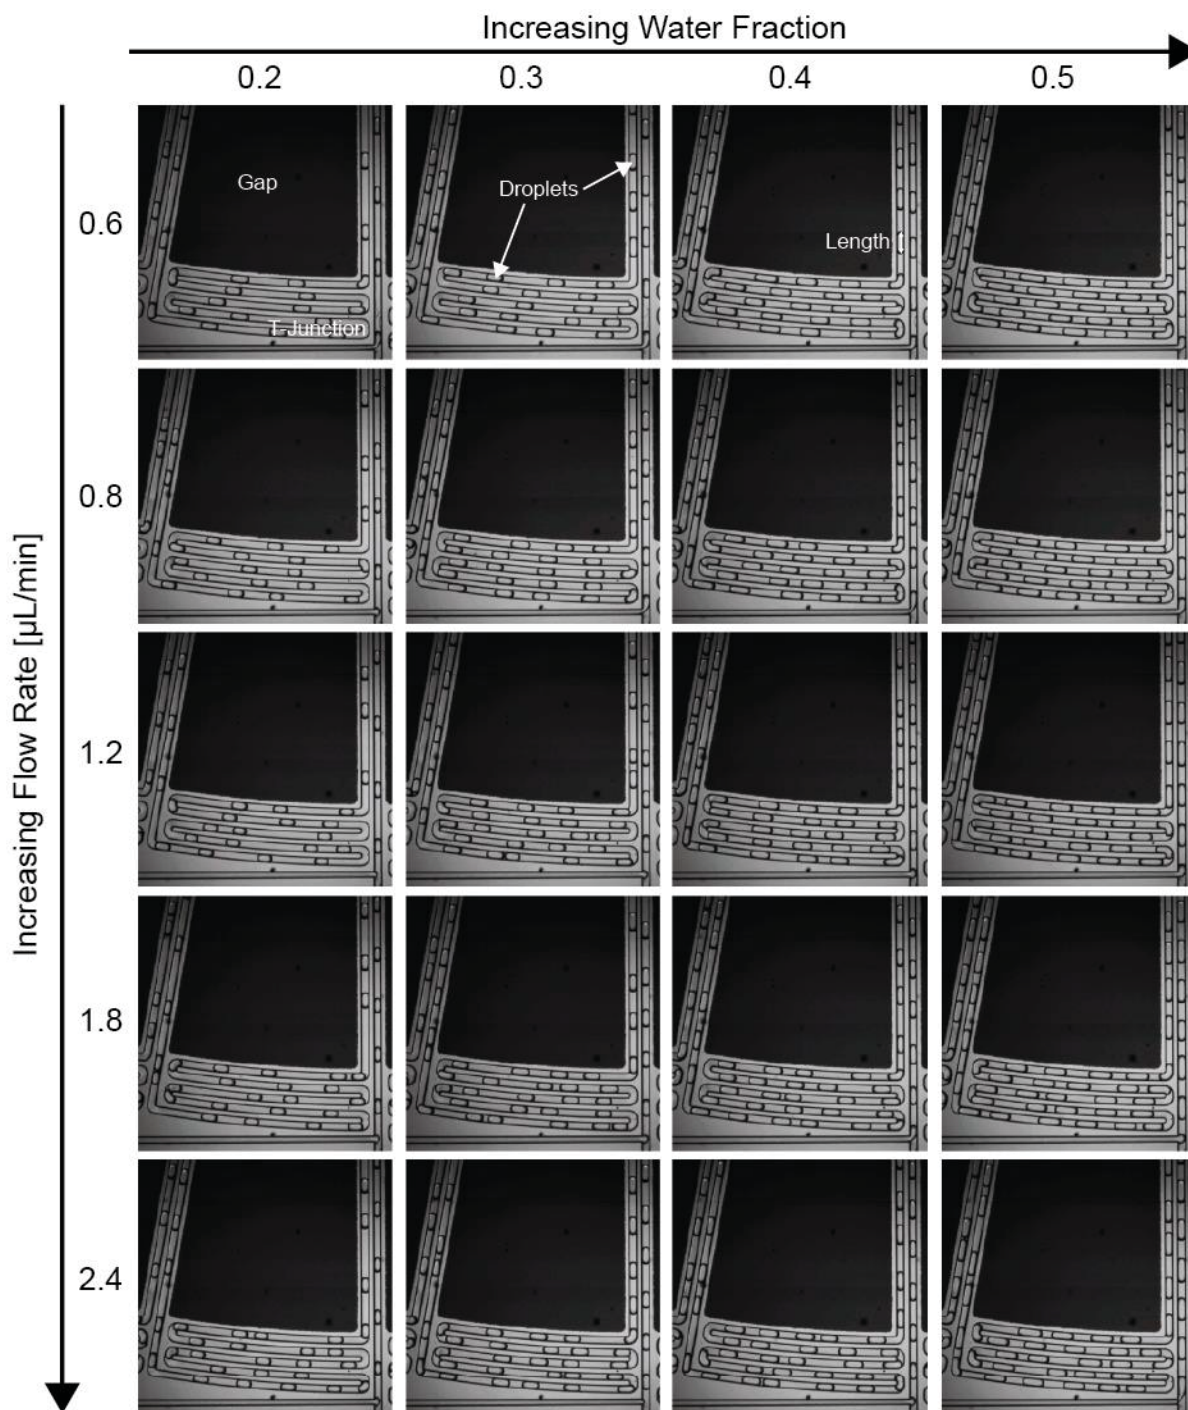 Increasing Water Fraction
0.2 0.3 0.4 0.5
Increasing Flow Rate [µL/min]
0.6
Gap
Droplets
Length [
T-Junction
0.8
1.2
1.8
2.4